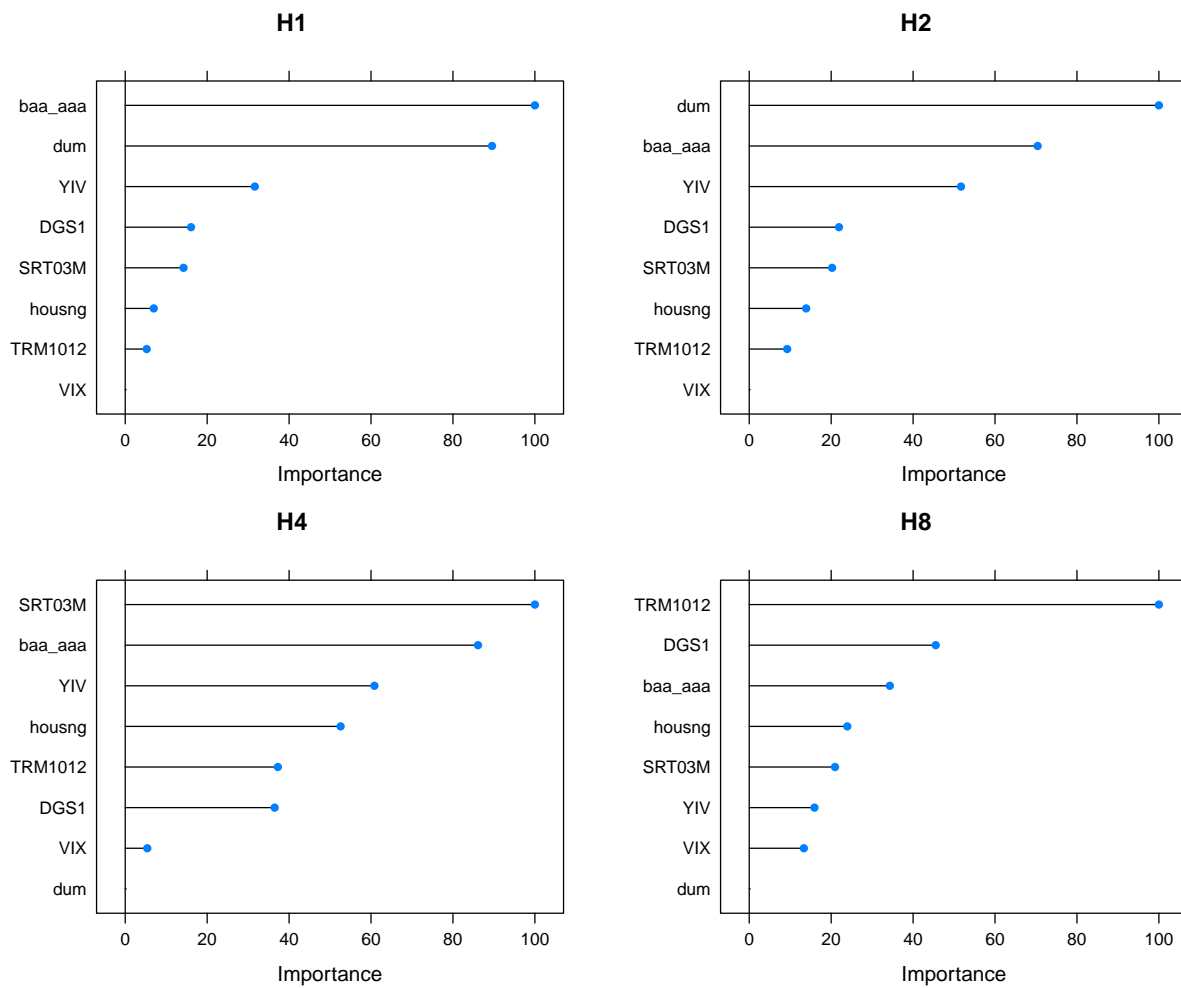 H1
baa_aaa
dum
YIV
DGS1
SRT03M
housng
TRM1012
VIX
0 20 40 60 80 100
Importance
H2
dum
baa_aaa
YIV
DGS1
SRT03M
housng
TRM1012
VIX
0 20 40 60 80 100
Importance
H4
SRT03M
baa_aaa
YIV
housng
TRM1012
DGS1
VIX
dum
0 20 40 60 80 100
Importance
H8
TRM1012
DGS1
baa_aaa
housng
SRT03M
YIV
VIX
dum
0 20 40 60 80 100
Importance